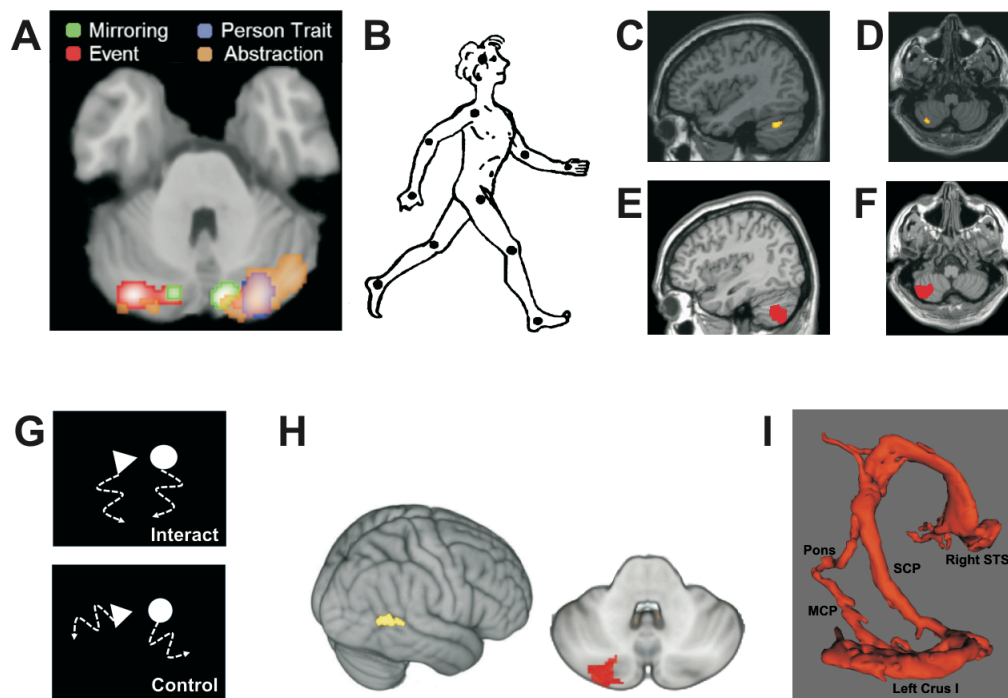 A
Mirroring
Person Trait
Event
Abstraction
B
C
D
E
F
G
Interact
Control
H
I
Pons
SCP
Right STS
MCP
Left Crus I